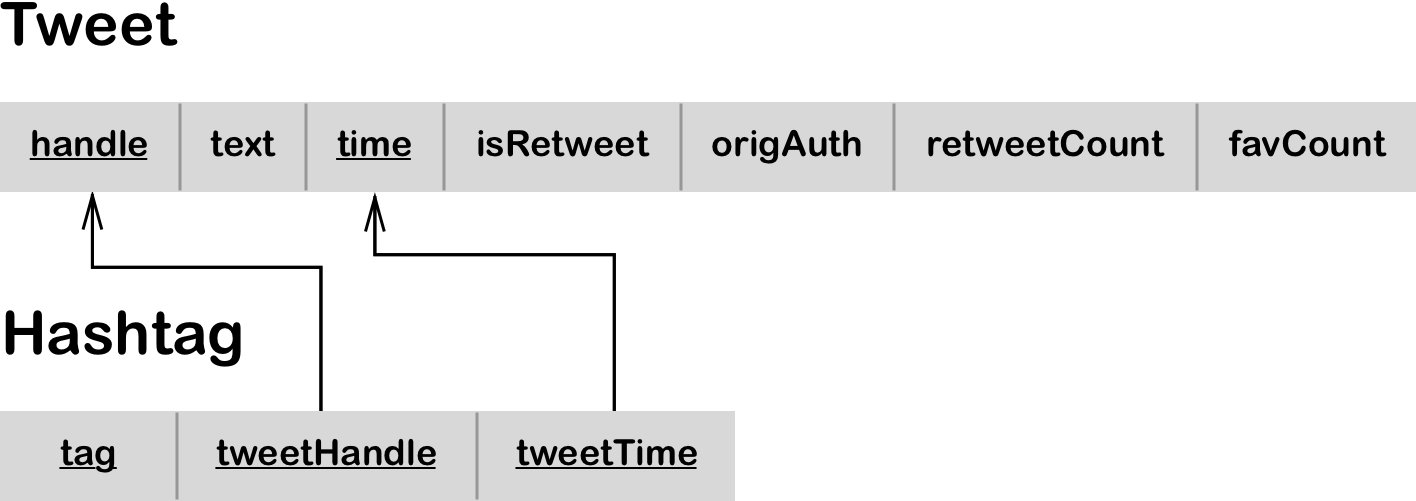 Tweet
handle text time isRetweet origAuth retweetCount favCount
Hashtag
tag tweetHandle tweetTime